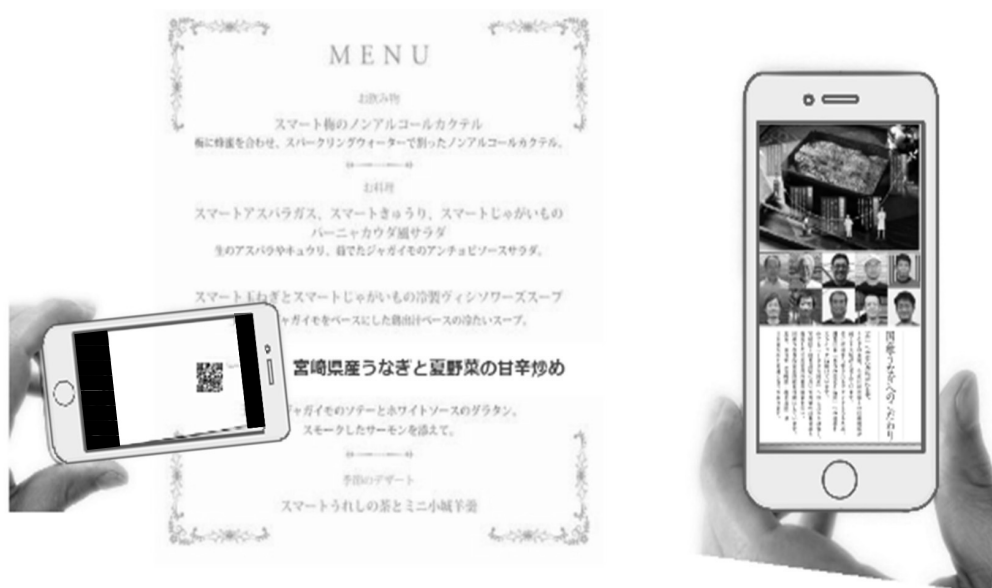 MENU
お飲み物
スマート梅のノンアルコールカクテル
梅に蜂蜜を合わせ、スパークリングウォーターで割ったノンアルコールカクテル。
お料理
スマートアスパラガス、スマートきゅうり、スマートじゃがいもの
バーニャカウダ風サラダ
生のアスパラやキュウリ、茹でたジャガイモのアンチョビソースサラダ。
スマート玉ねぎとスマートじゃがいもの冷製ヴィシソワーズスープ
ャガイモをベースにした鶏出汁ベースの冷たいスープ。
宮崎県産うなぎと夏野菜の甘辛炒め
ジャガイモのソテーとホワイトソースのグラタン。
スモークしたサーモンを添えて。
季節のデザート
スマートうれしの茶とミニ小城羊羹
国産うなぎへのこだわり